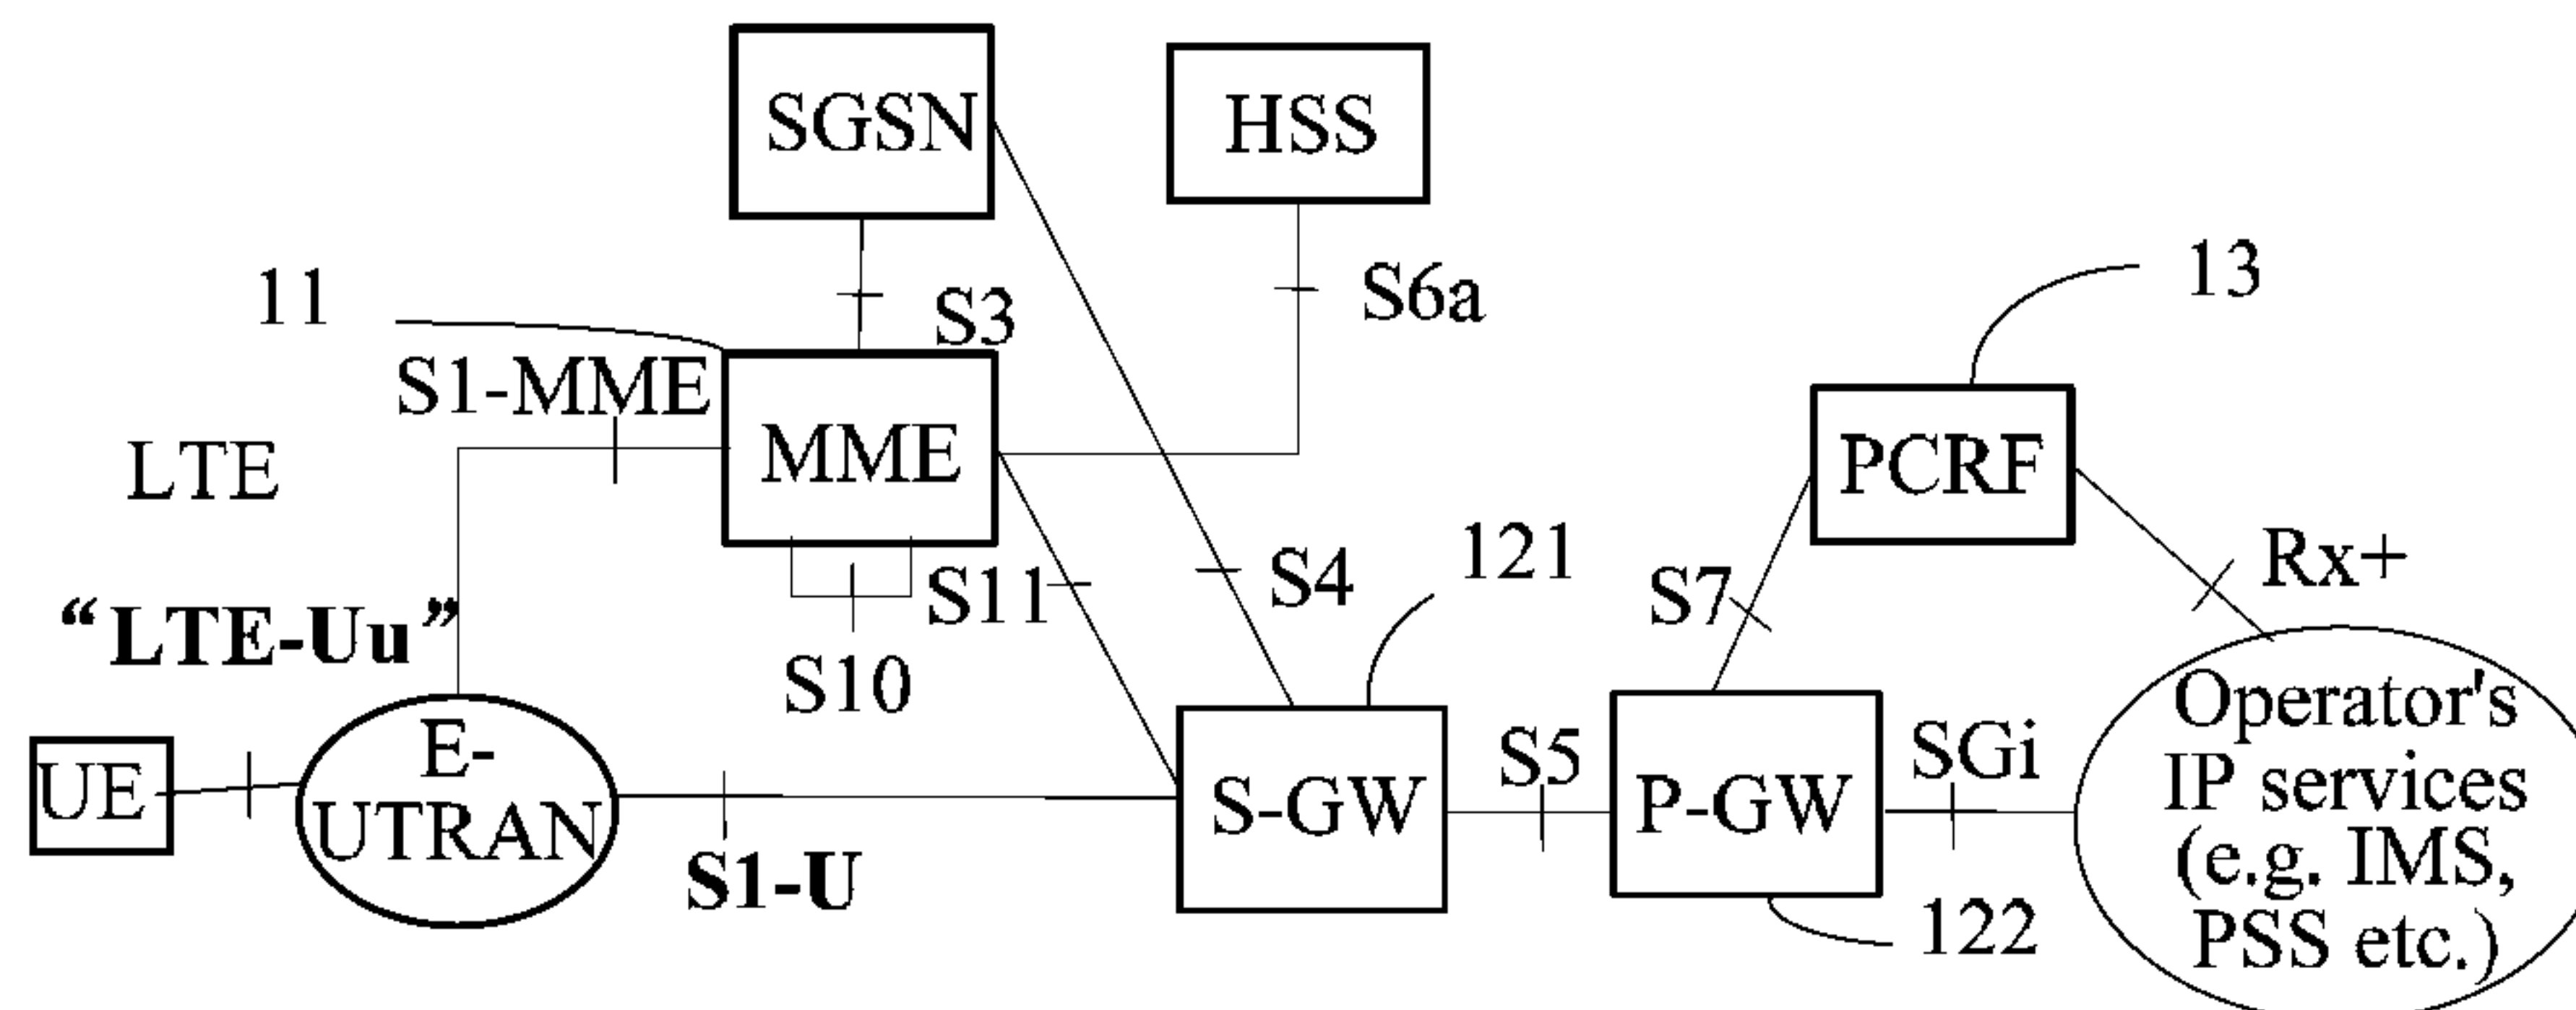 SGSN
HSS
11
S3
S6a
13
S1-MME
LTE
MME
PCRF
“LTE-Uu”
S10
S11
S4
121
S7
Rx+
UE
E-
UTRAN
S1-U
S-GW
S5
P-GW
SGi
122
Operator's
IP services
(e.g. IMS,
PSS etc.)